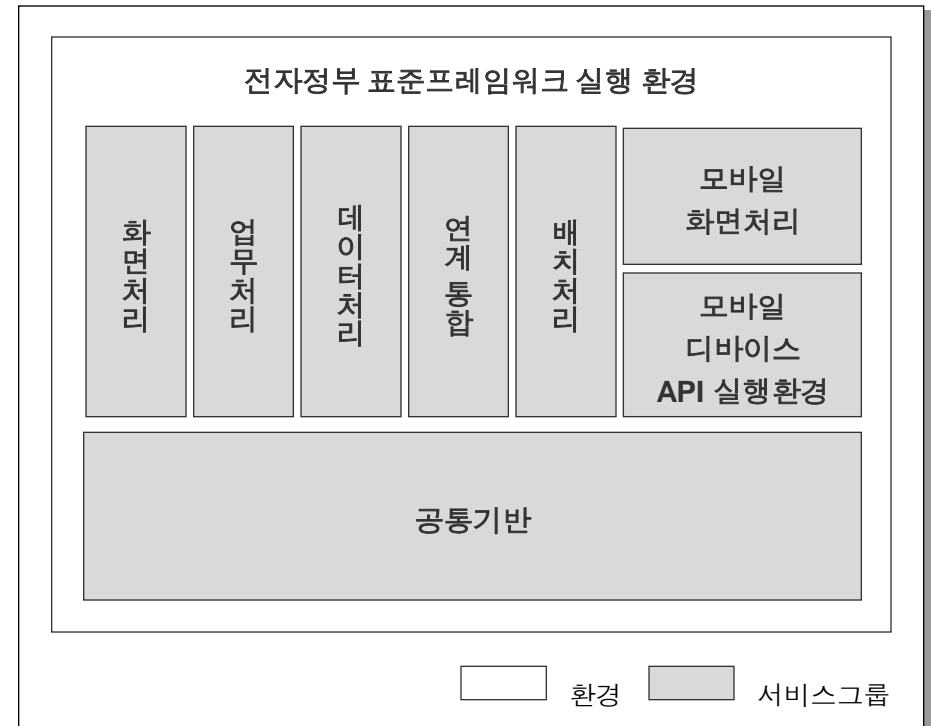 전자정부 표준프레임워크 실행 환경
화면처리
업무처리
데이터처리
연계 통합
배치처리
모바일
화면처리
모바일
디바이스
API 실행환경
공통기반
환경
서비스그룹